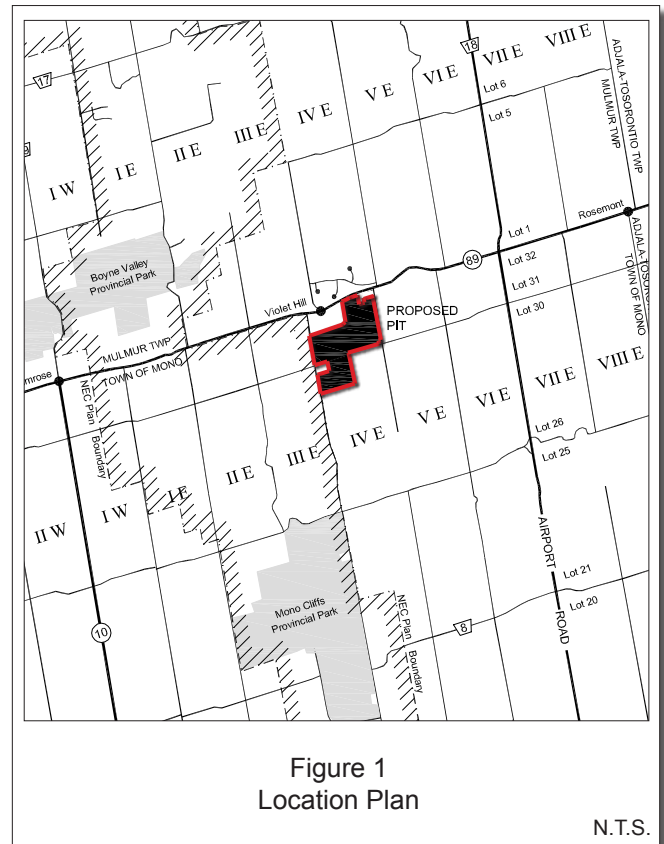 18
VIII E
VII E
VI E
V E
IV E
III E
II E
I E
I W
17
Lot 6
Lot 5
ADJALA-TOSORONTIO TWP
MULMUR TWP
Rosemont
Lot 1
89
Lot 32
Lot 31
Lot 30
TOWN OF MONO
Boyne Valley
Provincial Park
Violet Hill
PROPOSED
PIT
MULMUR TWP
TOWN OF MONO
NEC Plan
Boundary
VIII E
VII E
VI E
V E
IV E
III E
II E
I E
I W
II W
Lot 26
Lot 25
Mono Cliffs
Provincial Park
AIRPORT
ROAD
Lot 21
Lot 20
8
NEC Plan
Boundary
10
Figure 1
Location Plan
N.T.S.